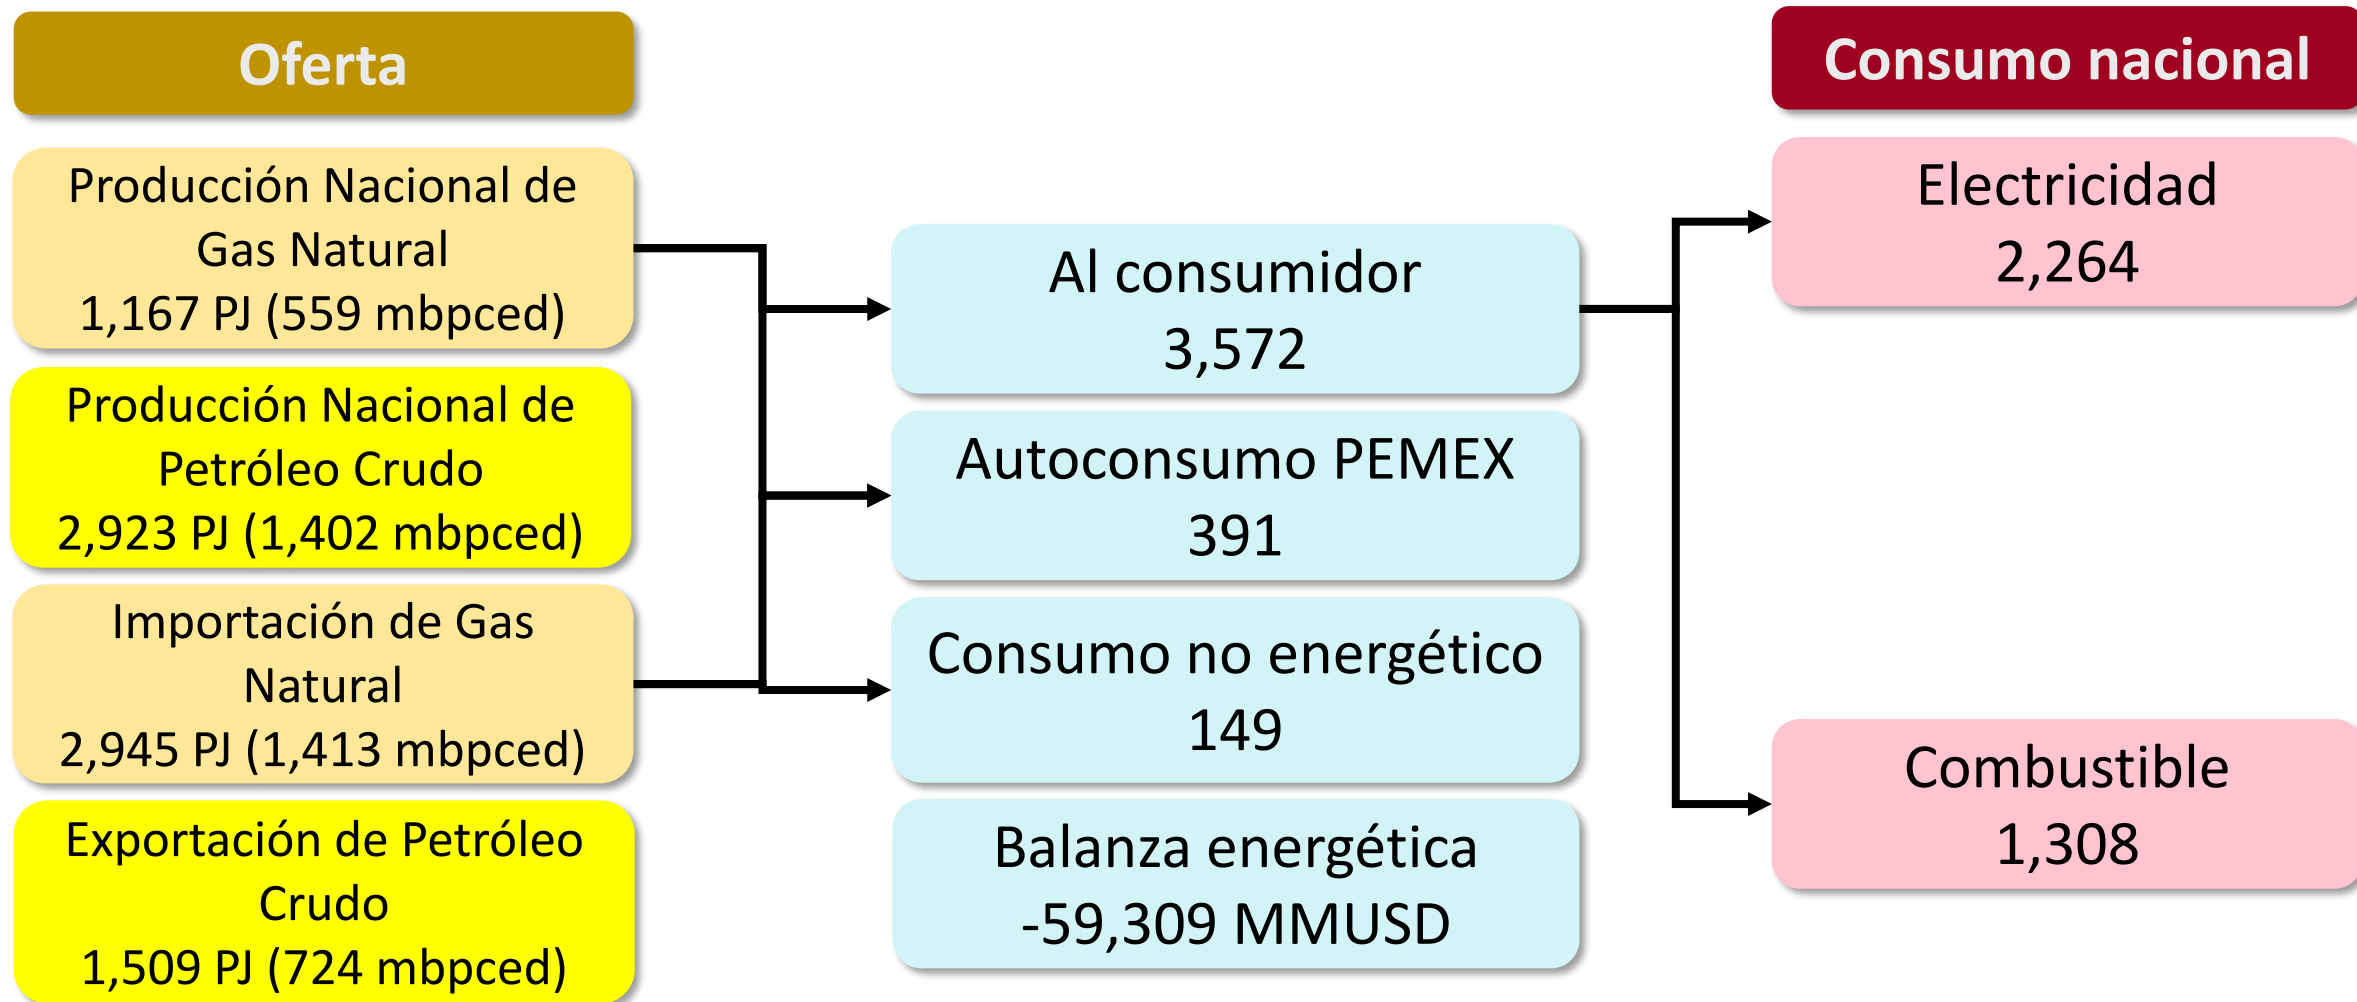 Oferta
Producción Nacional de
Gas Natural
1,167 PJ (559 mbpced)
Producción Nacional de
Petróleo Crudo
2,923 PJ (1,402 mbpced)
Importación de Gas
Natural
2,945 PJ (1,413 mbpced)
Exportación de Petróleo
Crudo
1,509 PJ (724 mbpced)
Al consumidor
3,572
Autoconsumo PEMEX
391
Consumo no energético
149
Balanza energética
-59,309 MMUSD
Consumo nacional
Electricidad
2,264
Combustible
1,308